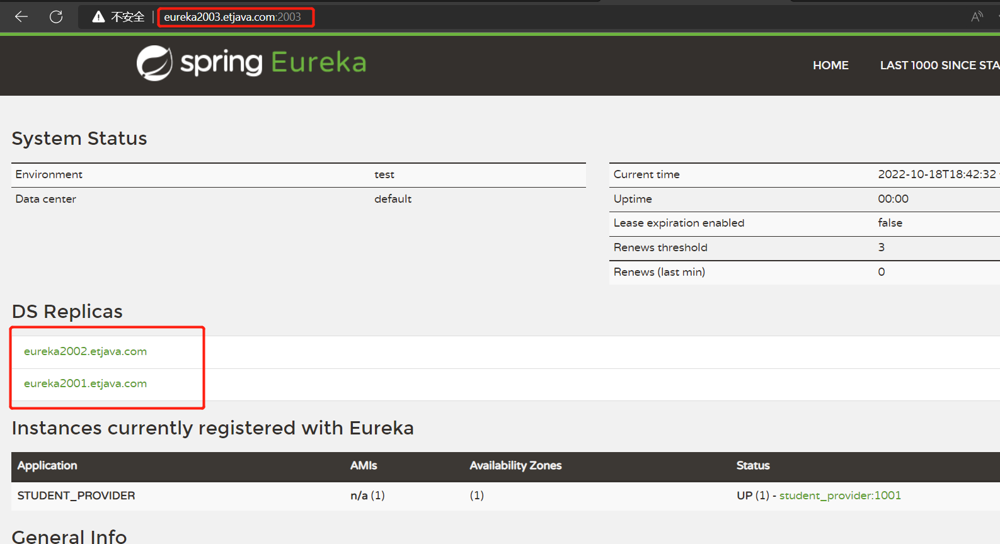 不安全 eureka2003.etjava.com:2003
spring Eureka
HOME LAST 1000 SINCE STA
System Status
Environment test
Data center default
Current time 2022-10-18T18:42:32
Uptime 00:00
Lease expiration enabled false
Renews threshold 3
Renews (last min) 0
DS Replicas
eureka2002.etjava.com
eureka2001.etjava.com
Instances currently registered with Eureka
Application AMIs Availability Zones Status
STUDENT_PROVIDER n/a (1) (1) UP (1) - student_provider:1001
General Info